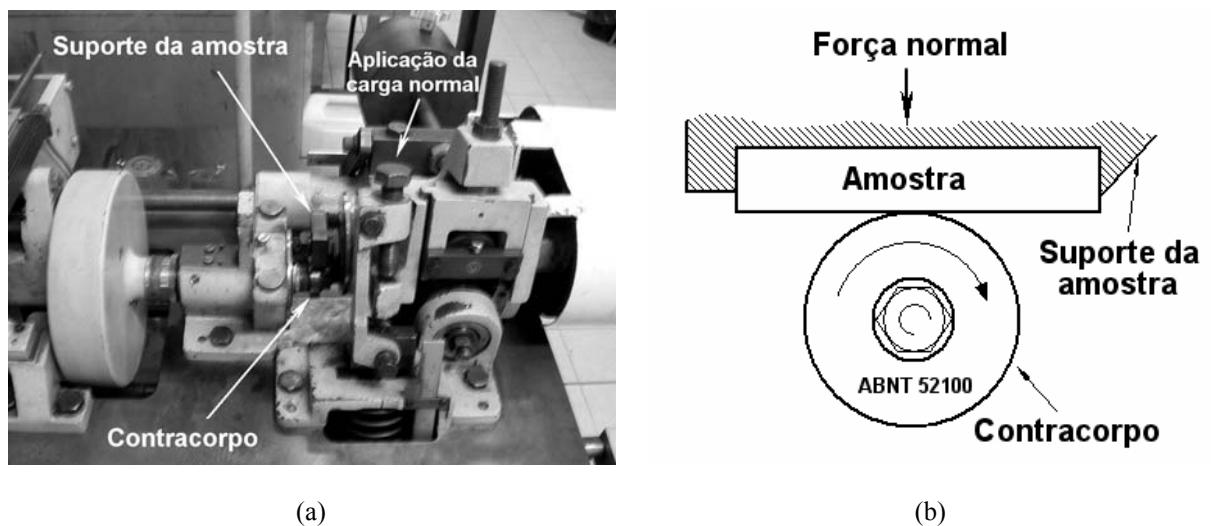 Suporte da amostra
Aplicação da
carga normal
Contracorpo
(a)
Força normal
Amostra
Suporte da
amostra
ABNT 52100
Contracorpo
(b)